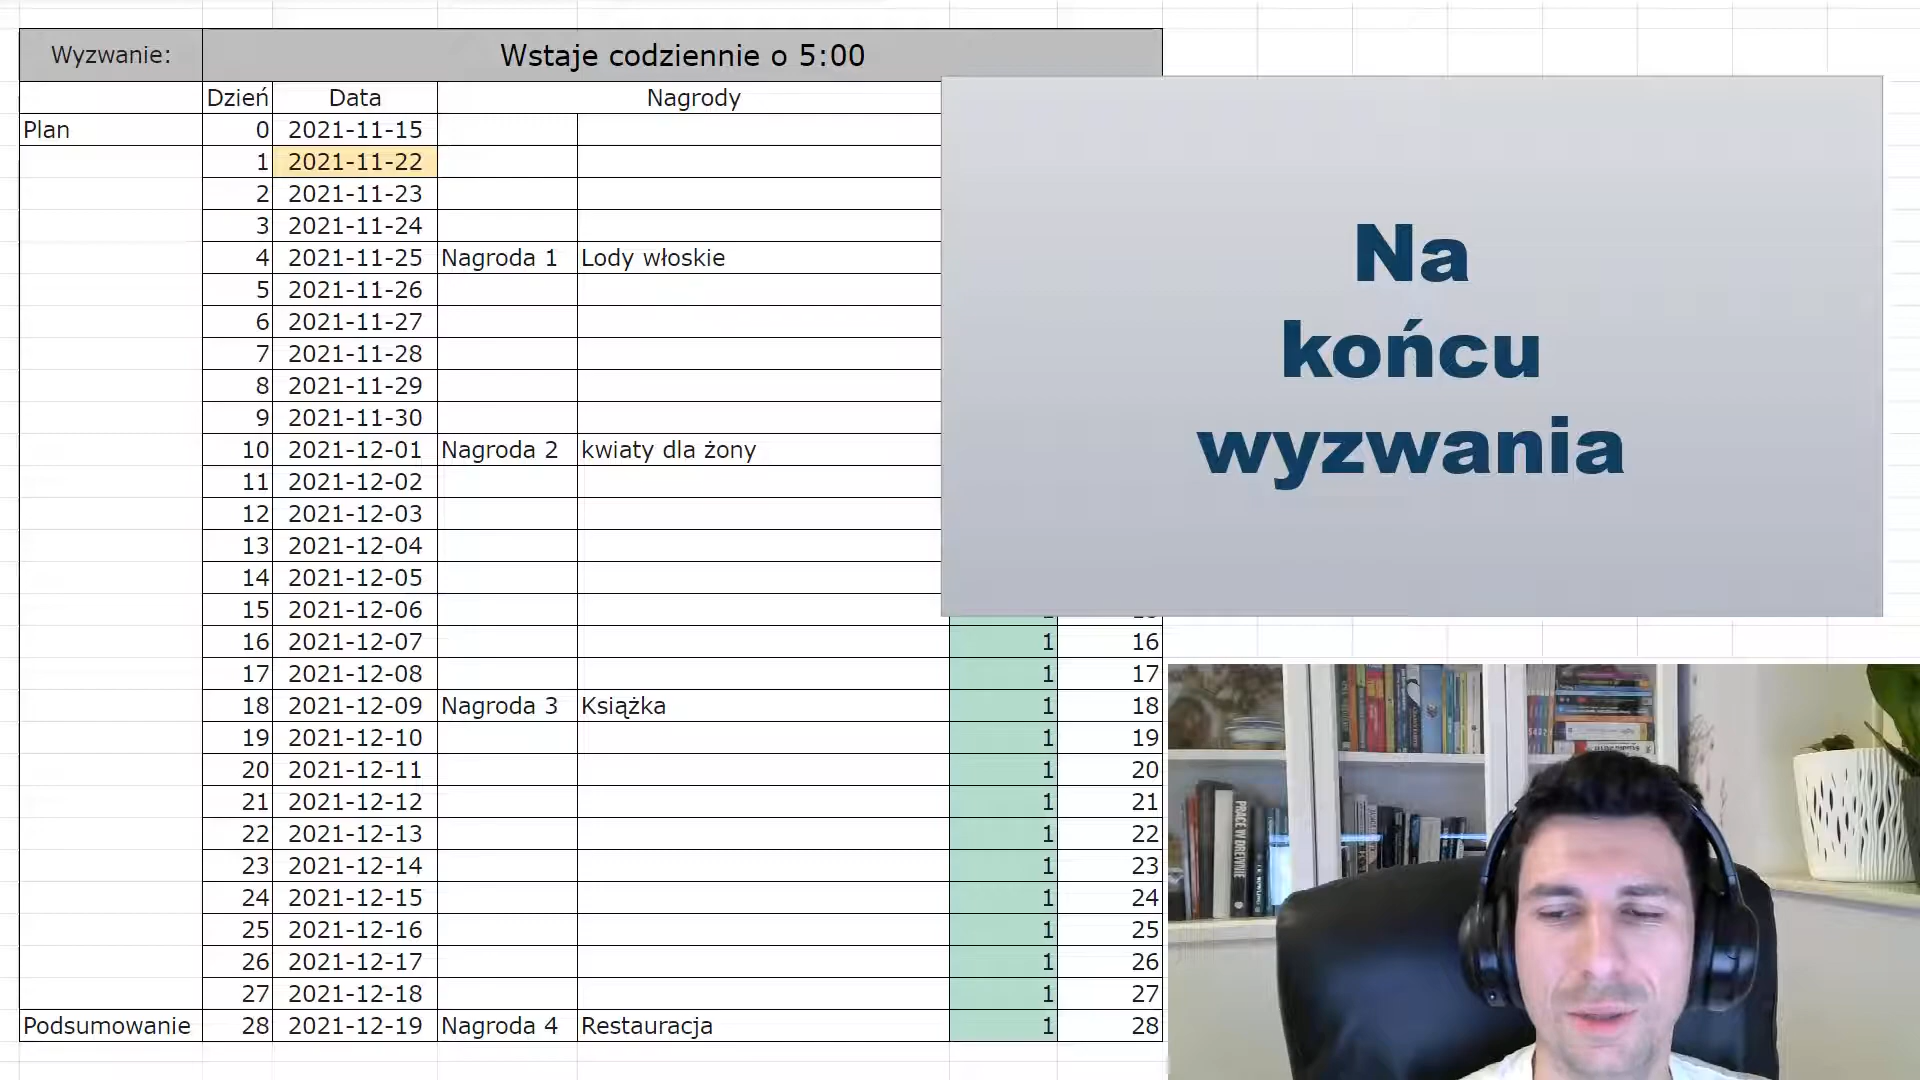 Wyzwanie: Wstaje codziennie o 5:00
Dzień Data Nagrody
Plan 0 2021-11-15
1 2021-11-22
2 2021-11-23
3 2021-11-24
4 2021-11-25 Nagroda 1 Lody włoskie
5 2021-11-26
6 2021-11-27
7 2021-11-28
8 2021-11-29
9 2021-11-30
10 2021-12-01 Nagroda 2 kwiaty dla żony
11 2021-12-02
12 2021-12-03
13 2021-12-04
14 2021-12-05
15 2021-12-06
16 2021-12-07 1 16
17 2021-12-08 1 17
18 2021-12-09 Nagroda 3 Książka 1 18
19 2021-12-10 1 19
20 2021-12-11 1 20
21 2021-12-12 1 21
22 2021-12-13 1 22
23 2021-12-14 1 23
24 2021-12-15 1 24
25 2021-12-16 1 25
26 2021-12-17 1 26
27 2021-12-18 1 27
Podsumowanie 28 2021-12-19 Nagroda 4 Restauracja 1 28
Na
końcu
wyzwania
PRACE W DREWNIE